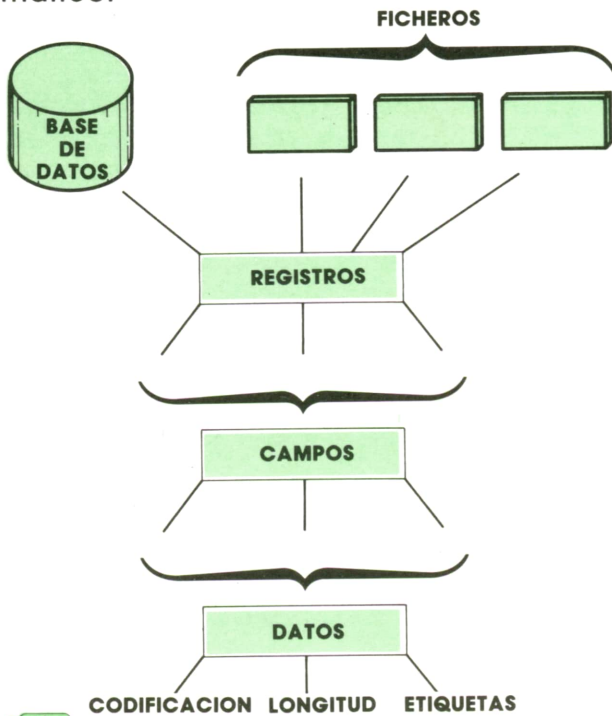 FICHEROS
BASE
DE
DATOS
REGISTROS
CAMPOS
DATOS
CODIFICACION LONGITUD ETIQUETAS